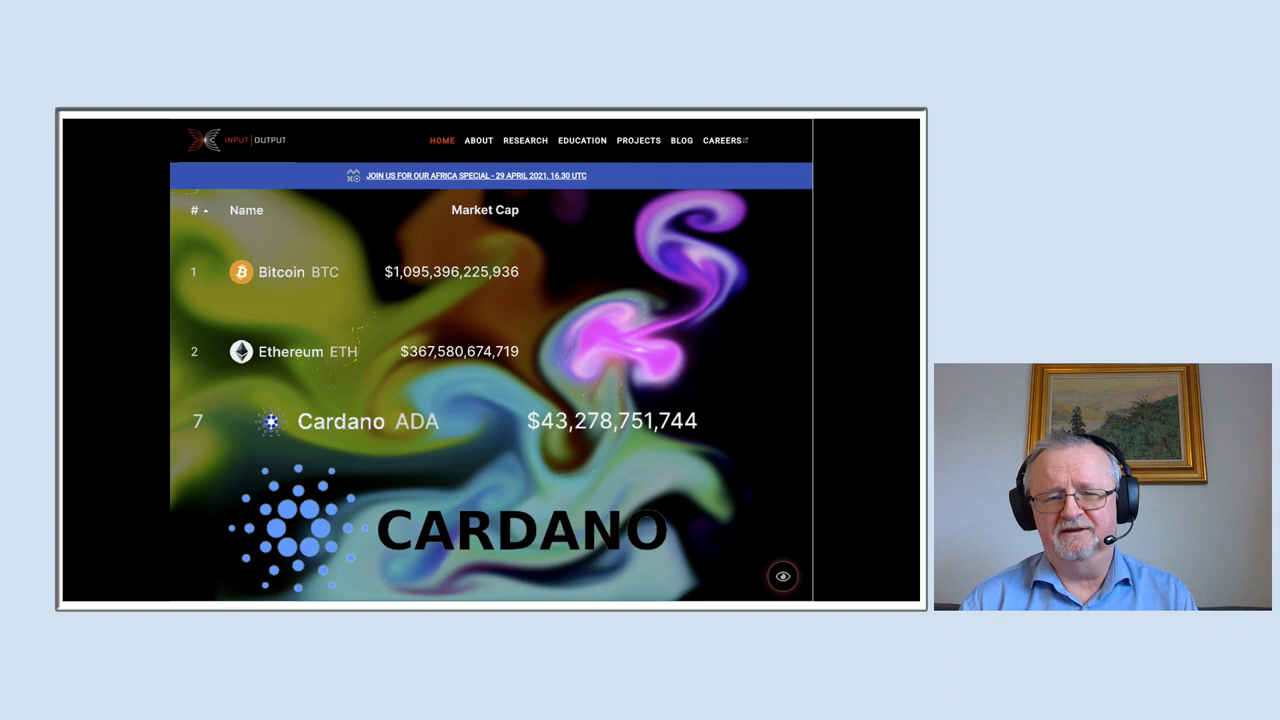 INPUT | OUTPUT
HOME ABOUT RESEARCH EDUCATION PROJECTS BLOG CAREERS
JOIN US FOR OUR AFRICA SPECIAL - 29 APRIL 2021, 16.30 UTC
# Name Market Cap
1 Bitcoin BTC $1,095,396,225,936
2 Ethereum ETH $367,580,674,719
7 Cardano ADA $43,278,751,744
CARDANO